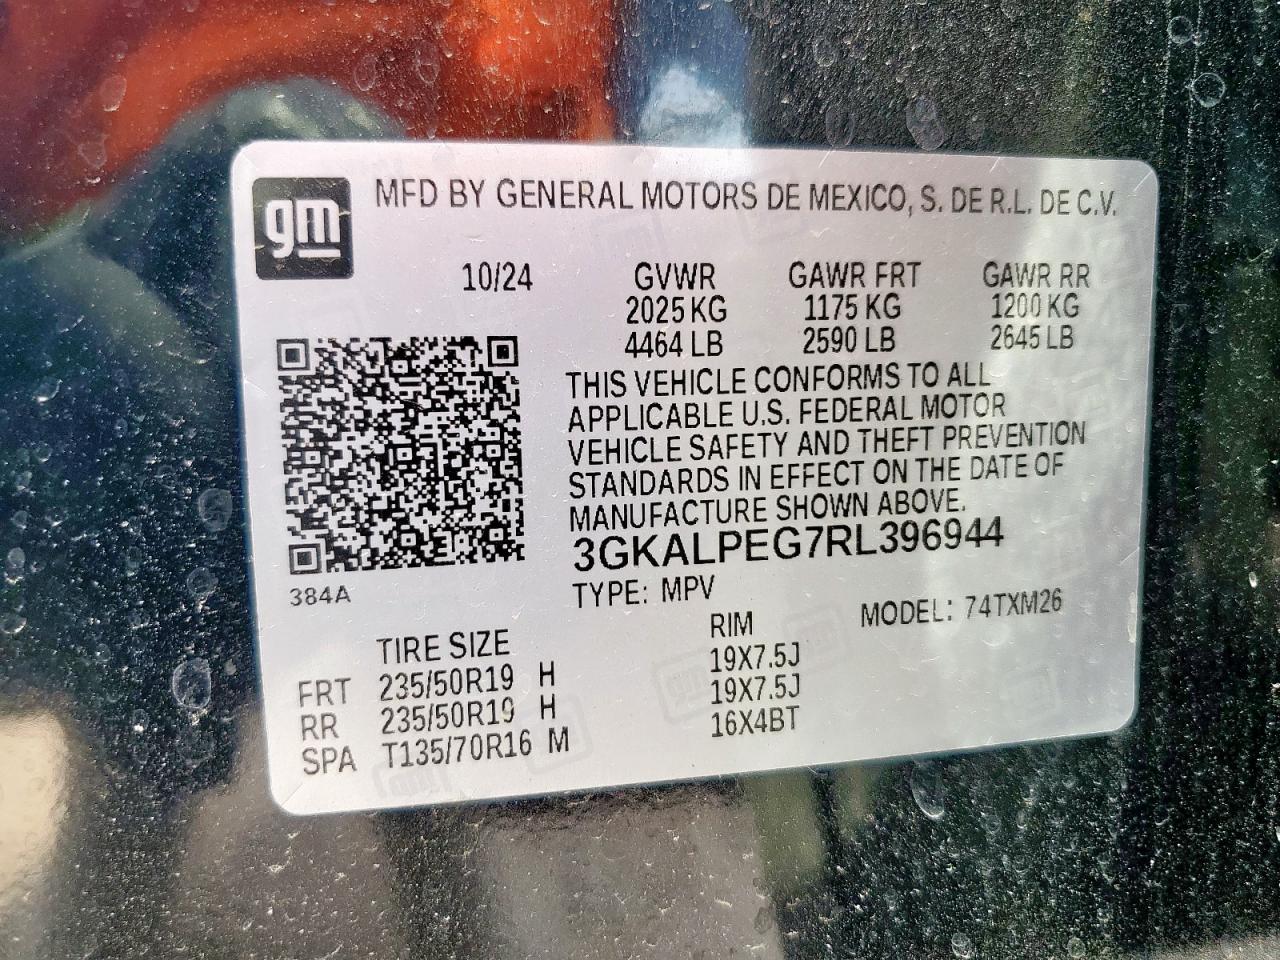 gm
MFD BY GENERAL MOTORS DE MEXICO, S. DE R.L. DE C.V.
10/24 GVWR GAWR FRT GAWR RR
2025 KG 1175 KG 1200 KG
4464 LB 2590 LB 2645 LB
THIS VEHICLE CONFORMS TO ALL
APPLICABLE U.S. FEDERAL MOTOR
VEHICLE SAFETY AND THEFT PREVENTION
STANDARDS IN EFFECT ON THE DATE OF
MANUFACTURE SHOWN ABOVE.
3GKALPEG7RL396944
384A
TYPE: MPV MODEL: 74TXM26
TIRE SIZE RIM
FRT 235/50R19 H 19X7.5J
RR 235/50R19 H 19X7.5J
SPA T135/70R16 M 16X4BT